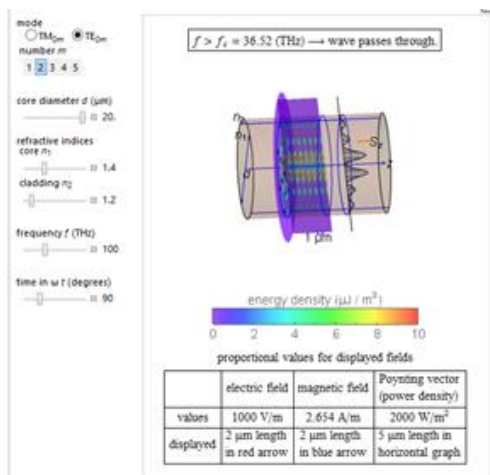 mode
TM₀ₘ TE₀ₘ
number m
1 2 3 4 5
core diameter d (μm)
20.
refractive indices
core n₁
1.4
cladding n₂
1.2
frequency f (THz)
100
time in ω t (degrees)
90
f > f꜀ = 36.52 (THz) ⟶ wave passes through.
n₁
d
z
1 μm
energy density (μJ / m³)
0 2 4 6 8 10
proportional values for displayed fields
electric field magnetic field Poynting vector
(power density)
values 1000 V/m 2.654 A/m 2000 W/m²
displayed 2 μm length 2 μm length 5 μm length in
in red arrow in blue arrow horizontal graph